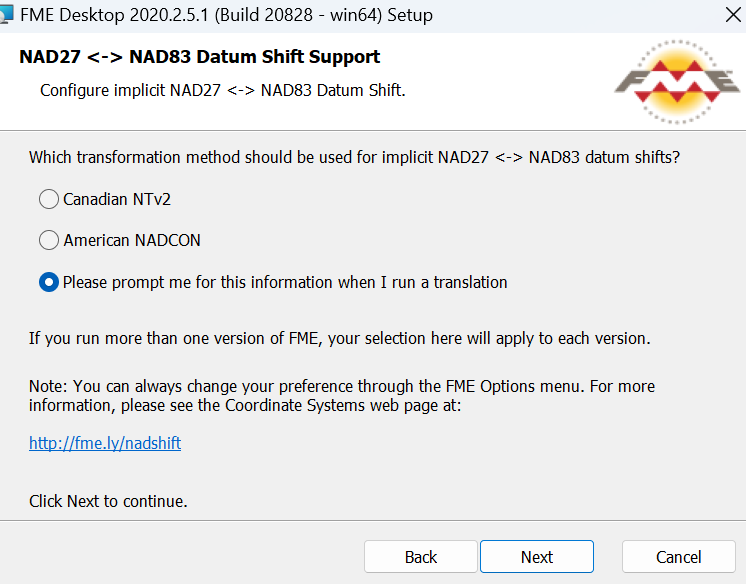 FME Desktop 2020.2.5.1 (Build 20828 - win64) Setup
NAD27 <-> NAD83 Datum Shift Support
Configure implicit NAD27 <-> NAD83 Datum Shift.
FME
Which transformation method should be used for implicit NAD27 <-> NAD83 datum shifts?
Canadian NTv2
American NADCON
Please prompt me for this information when I run a translation
If you run more than one version of FME, your selection here will apply to each version.
Note: You can always change your preference through the FME Options menu. For more
information, please see the Coordinate Systems web page at:
http://fme.ly/nadshift
Click Next to continue.
Back
Next
Cancel